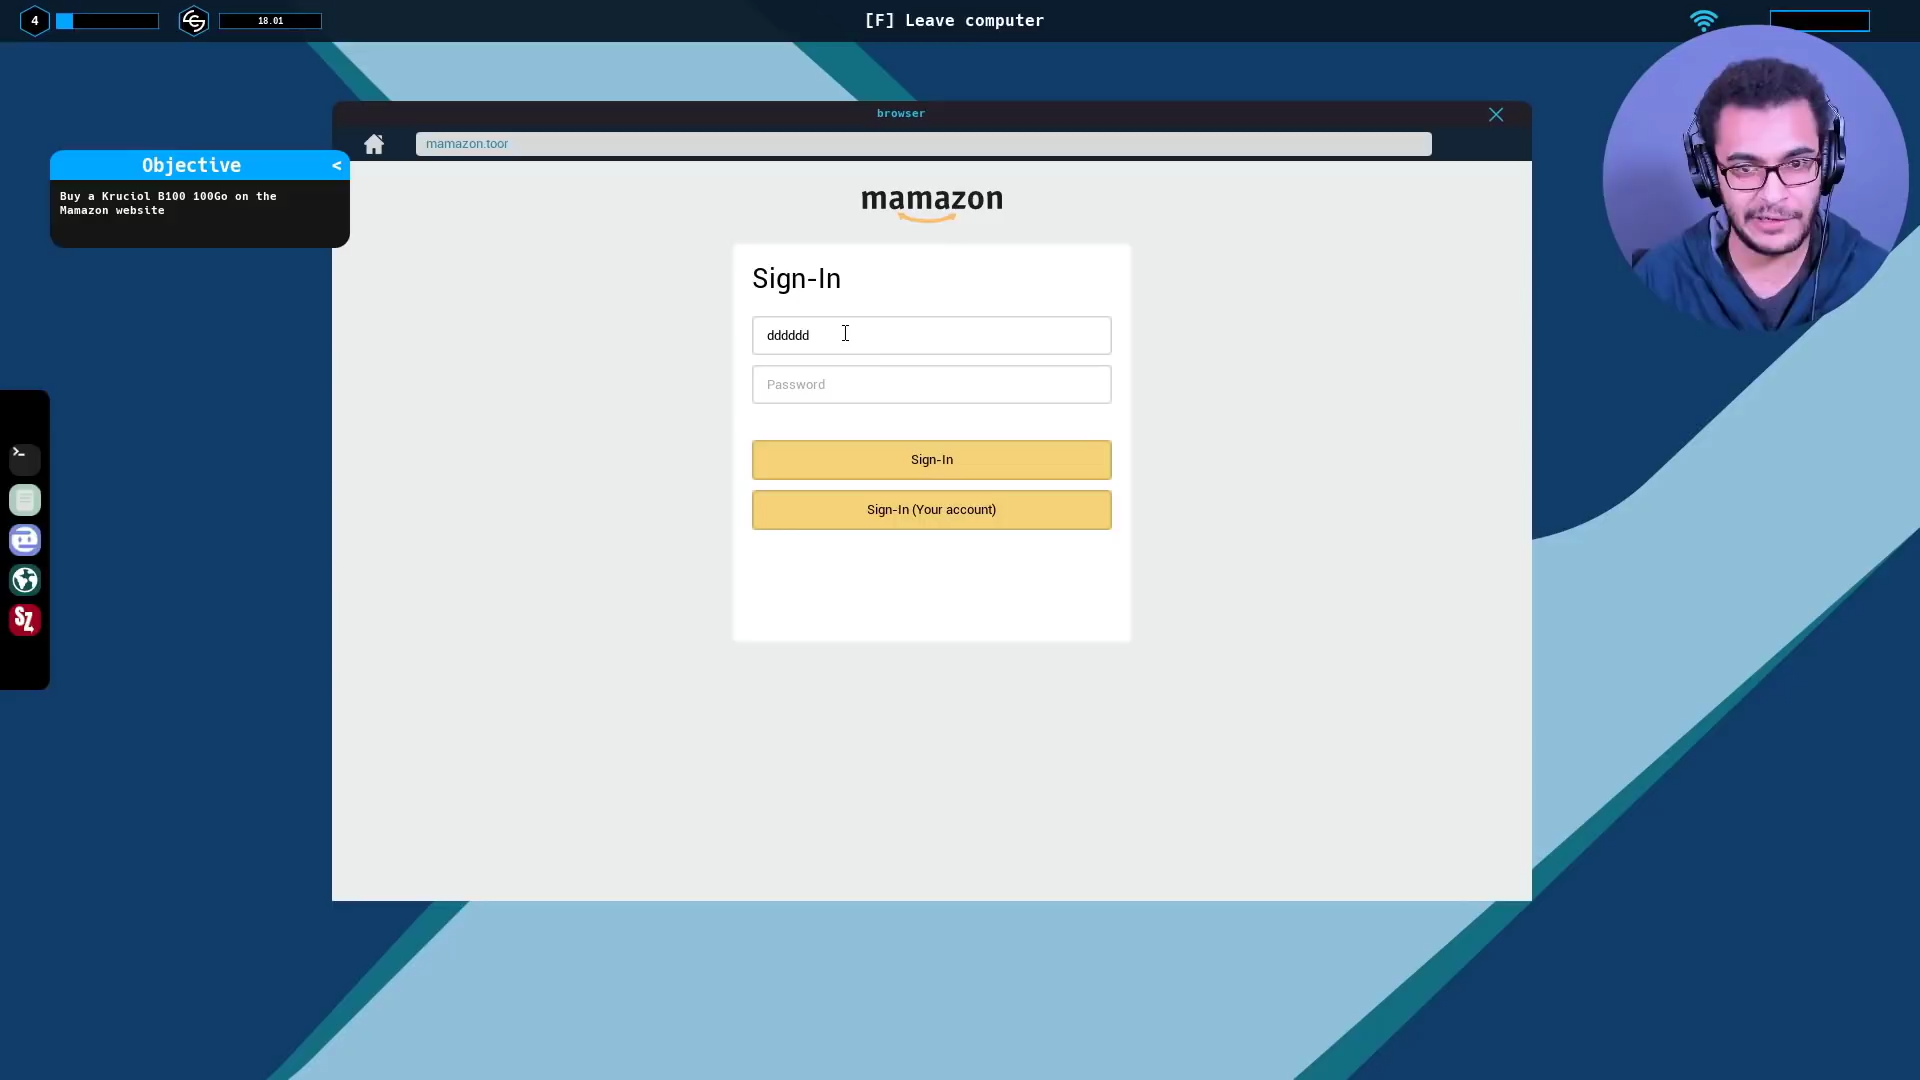 4
18.01
[F] Leave computer
browser
mamazon.toor
Objective <
Buy a Kruciol B100 100Go on the
Mamazon website
mamazon
Sign-In
dddddd
Password
Sign-In
Sign-In (Your account)
>_
SZ